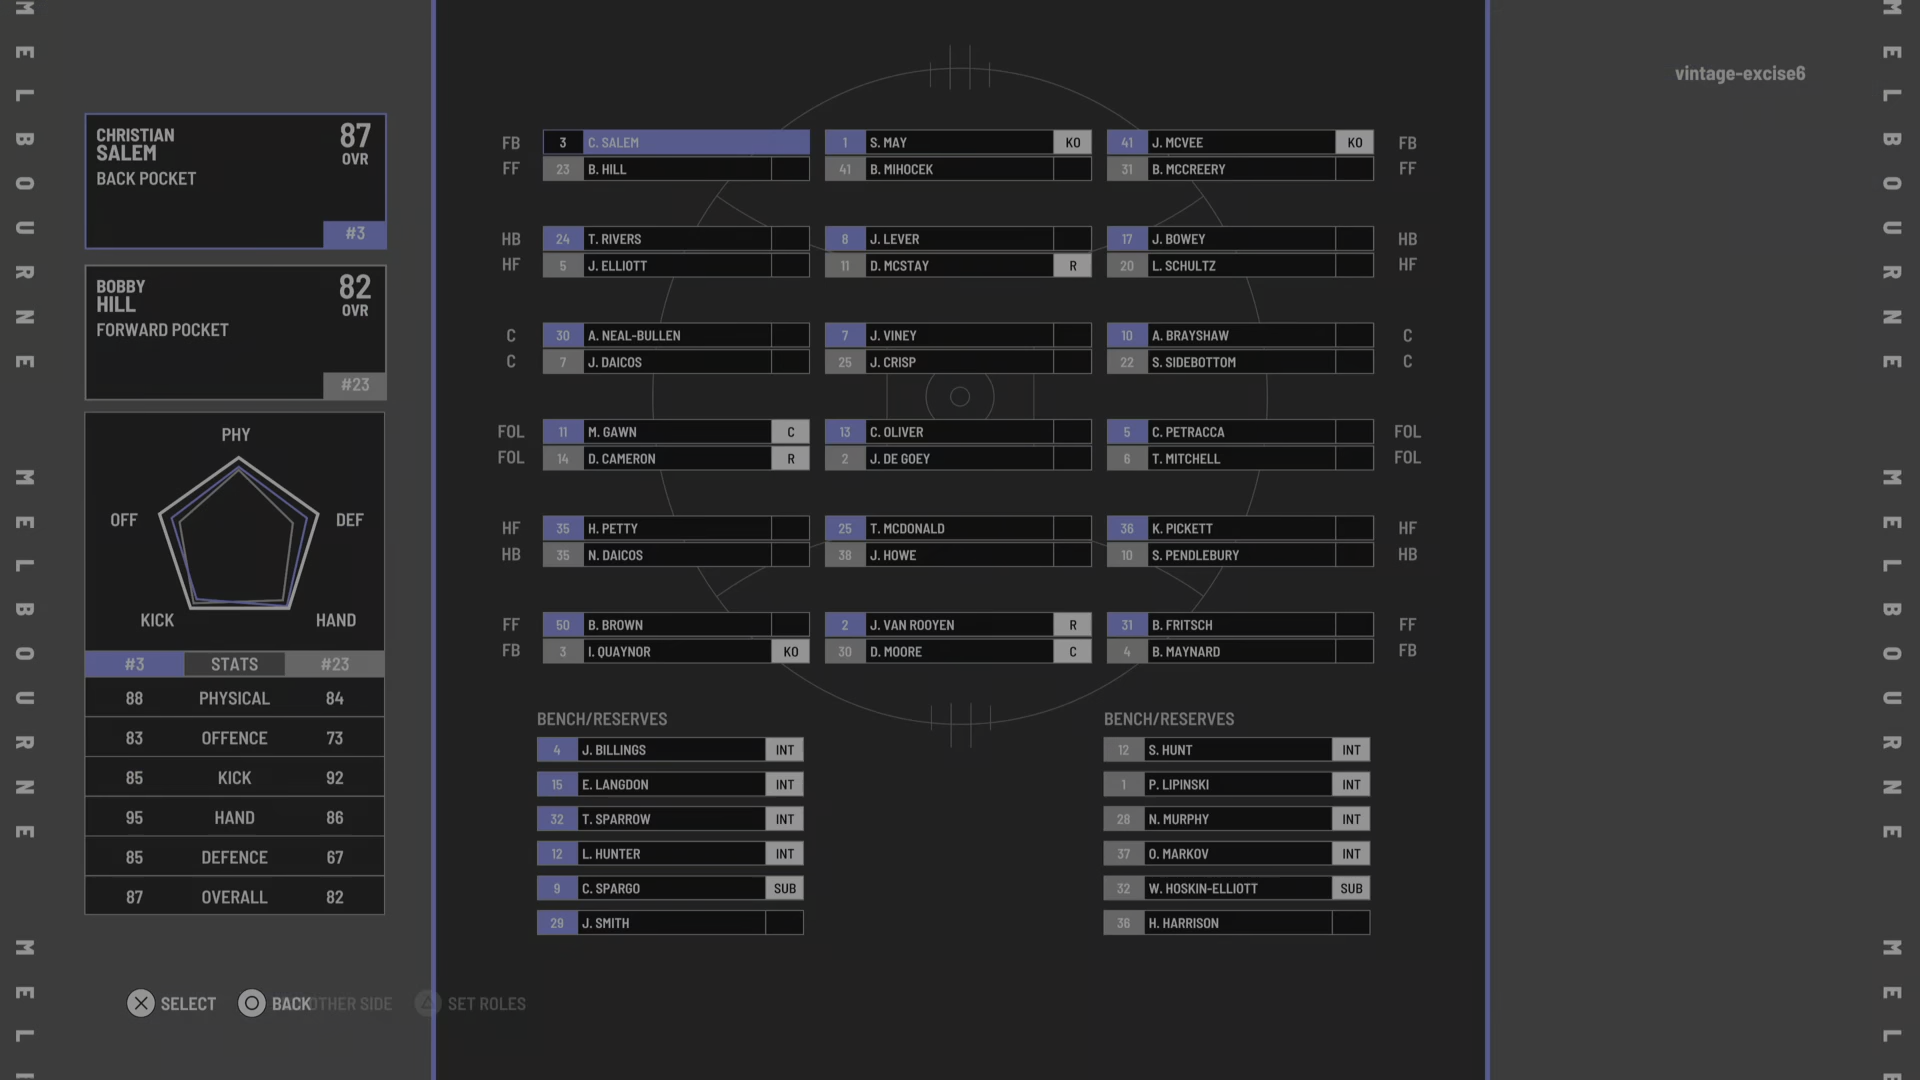 MELBOURNE
MELBOURNE
MEL
vintage-excise6
CHRISTIAN
SALEM
BACK POCKET
87
OVR
#3
BOBBY
HILL
FORWARD POCKET
82
OVR
#23
PHY
OFF
DEF
KICK
HAND
#3 STATS #23
88 PHYSICAL 84
83 OFFENCE 73
85 KICK 92
95 HAND 86
85 DEFENCE 67
87 OVERALL 82
FB 3 C. SALEM 1 S. MAY KO 41 J. MCVEE KO FB
FF 23 B. HILL 41 B. MIHOCEK 31 B. MCCREERY FF
HB 24 T. RIVERS 8 J. LEVER 17 J. BOWEY HB
HF 5 J. ELLIOTT 11 D. MCSTAY R 20 L. SCHULTZ HF
C 30 A. NEAL-BULLEN 7 J. VINEY 10 A. BRAYSHAW C
C 7 J. DAICOS 25 J. CRISP 22 S. SIDEBOTTOM C
FOL 11 M. GAWN C 13 C. OLIVER 5 C. PETRACCA FOL
FOL 14 D. CAMERON R 2 J. DE GOEY 6 T. MITCHELL FOL
HF 35 H. PETTY 25 T. MCDONALD 36 K. PICKETT HF
HB 35 N. DAICOS 38 J. HOWE 10 S. PENDLEBURY HB
FF 50 B. BROWN 2 J. VAN ROOYEN R 31 B. FRITSCH FF
FB 3 I. QUAYNOR KO 30 D. MOORE C 4 B. MAYNARD FB
BENCH/RESERVES
4 J. BILLINGS INT
15 E. LANGDON INT
32 T. SPARROW INT
12 L. HUNTER INT
9 C. SPARGO SUB
29 J. SMITH
BENCH/RESERVES
12 S. HUNT INT
1 P. LIPINSKI INT
28 N. MURPHY INT
37 O. MARKOV INT
32 W. HOSKIN-ELLIOTT SUB
36 H. HARRISON
SELECT BACK OTHER SIDE SET ROLES
MELBOURNE
MELBOURNE
MEL